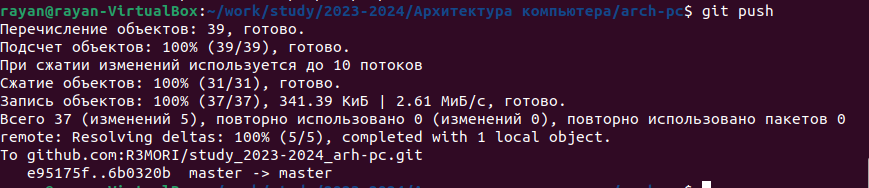 rayan@rayan-VirtualBox:~/work/study/2023-2024/Архитектура компьютера/arch-pc$ git push
Перечисление объектов: 39, готово.
Подсчет объектов: 100% (39/39), готово.
При сжатии изменений используется до 10 потоков
Сжатие объектов: 100% (31/31), готово.
Запись объектов: 100% (37/37), 341.39 КиБ | 2.61 МиБ/с, готово.
Всего 37 (изменений 5), повторно использовано 0 (изменений 0), повторно использовано пакетов 0
remote: Resolving deltas: 100% (5/5), completed with 1 local object.
To github.com:R3MORI/study_2023-2024_arh-pc.git
   e95175f..6b0320b  master -> master